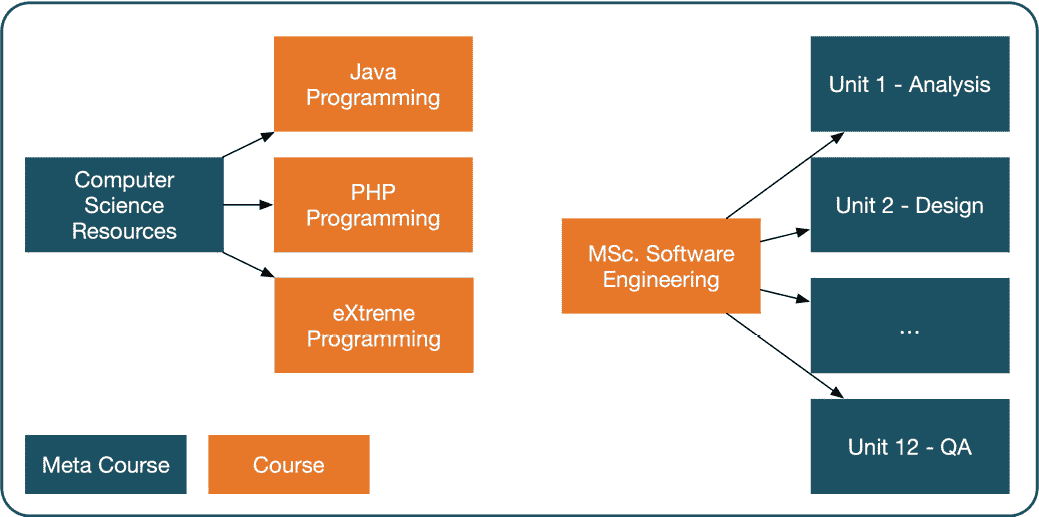 Java
Programming
Computer
Science
Resources
PHP
Programming
eXtreme
Programming
MSc. Software
Engineering
Unit 1 - Analysis
Unit 2 - Design
...
Unit 12 - QA
Meta Course
Course